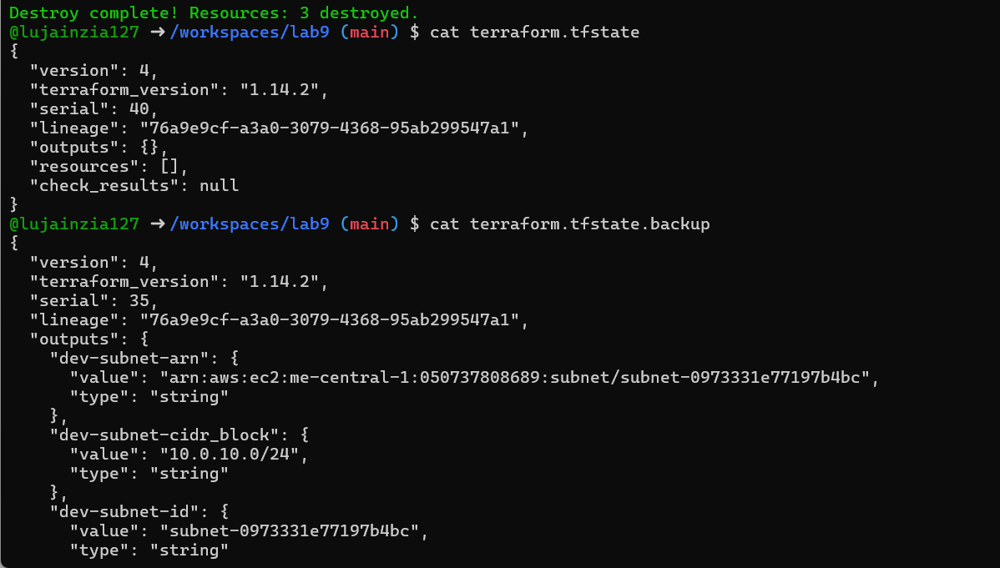 Destroy complete! Resources: 3 destroyed.
@lujainzia127 ➜ /workspaces/lab9 (main) $ cat terraform.tfstate
{
  "version": 4,
  "terraform_version": "1.14.2",
  "serial": 40,
  "lineage": "76a9e9cf-a3a0-3079-4368-95ab299547a1",
  "outputs": {},
  "resources": [],
  "check_results": null
}
@lujainzia127 ➜ /workspaces/lab9 (main) $ cat terraform.tfstate.backup
{
  "version": 4,
  "terraform_version": "1.14.2",
  "serial": 35,
  "lineage": "76a9e9cf-a3a0-3079-4368-95ab299547a1",
  "outputs": {
    "dev-subnet-arn": {
      "value": "arn:aws:ec2:me-central-1:050737808689:subnet/subnet-0973331e77197b4bc",
      "type": "string"
    },
    "dev-subnet-cidr_block": {
      "value": "10.0.10.0/24",
      "type": "string"
    },
    "dev-subnet-id": {
      "value": "subnet-0973331e77197b4bc",
      "type": "string"